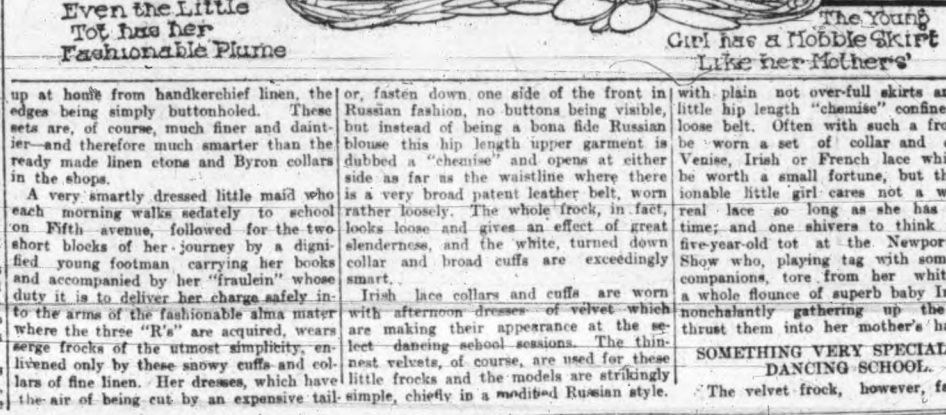 Even the Little
Tot has her
Fashionable Plume
The Young
Girl has a Hobble Skirt
Like her Mothers'
up at home from handkerchief linen, the
edges being simply buttonholed. These
sets are, of course, much finer and daint-
ier—and therefore much smarter than the
ready made linen etons and Byron collars
in the shops.
A very smartly dressed little maid who
each morning walks sedately to school
on Fifth avenue, followed for the two
short blocks of her journey by a digni-
fied young footman carrying her books
and accompanied by her "fraulein" whose
duty it is to deliver her charge safely in-
to the arms of the fashionable alma mater
where the three "R's" are acquired, wears
serge frocks of the utmost simplicity, en-
livened only by these snowy cuffs and col-
lars of fine linen. Her dresses, which have
the air of being cut by an expensive tail-
or, fasten down one side of the front in
Russian fashion, no buttons being visible,
but instead of being a bona fide Russian
blouse this hip length upper garment is
dubbed a "chemise" and opens at either
side as far as the waistline where there
is a very broad patent leather belt, worn
rather loosely. The whole frock, in fact,
looks loose and gives an effect of great
slenderness, and the white, turned down
collar and broad cuffs are exceedingly
smart.
Irish lace collars and cuffs are worn
with afternoon dresses of velvet which
are making their appearance at the se-
lect dancing school sessions. The thin-
nest velvets, of course, are used for these
little frocks and the models are strikingly
simple, chiefly in a modified Russian style.
with plain not over-full skirts
little hip length "chemise"
loose belt. Often with such a
be worn a set of collar and
Venise, Irish or French lace
be worth a small fortune, but
ionable little girl cares not a
real lace so long as she has
time; and one shivers to think
five-year-old tot at the
Show who, playing tag with
companions, tore from her
a whole flounce of superb baby
nonchalantly gathering up
thrust them into her mother's
SOMETHING VERY SPECIAL
DANCING SCHOOL.
The velvet frock, however,